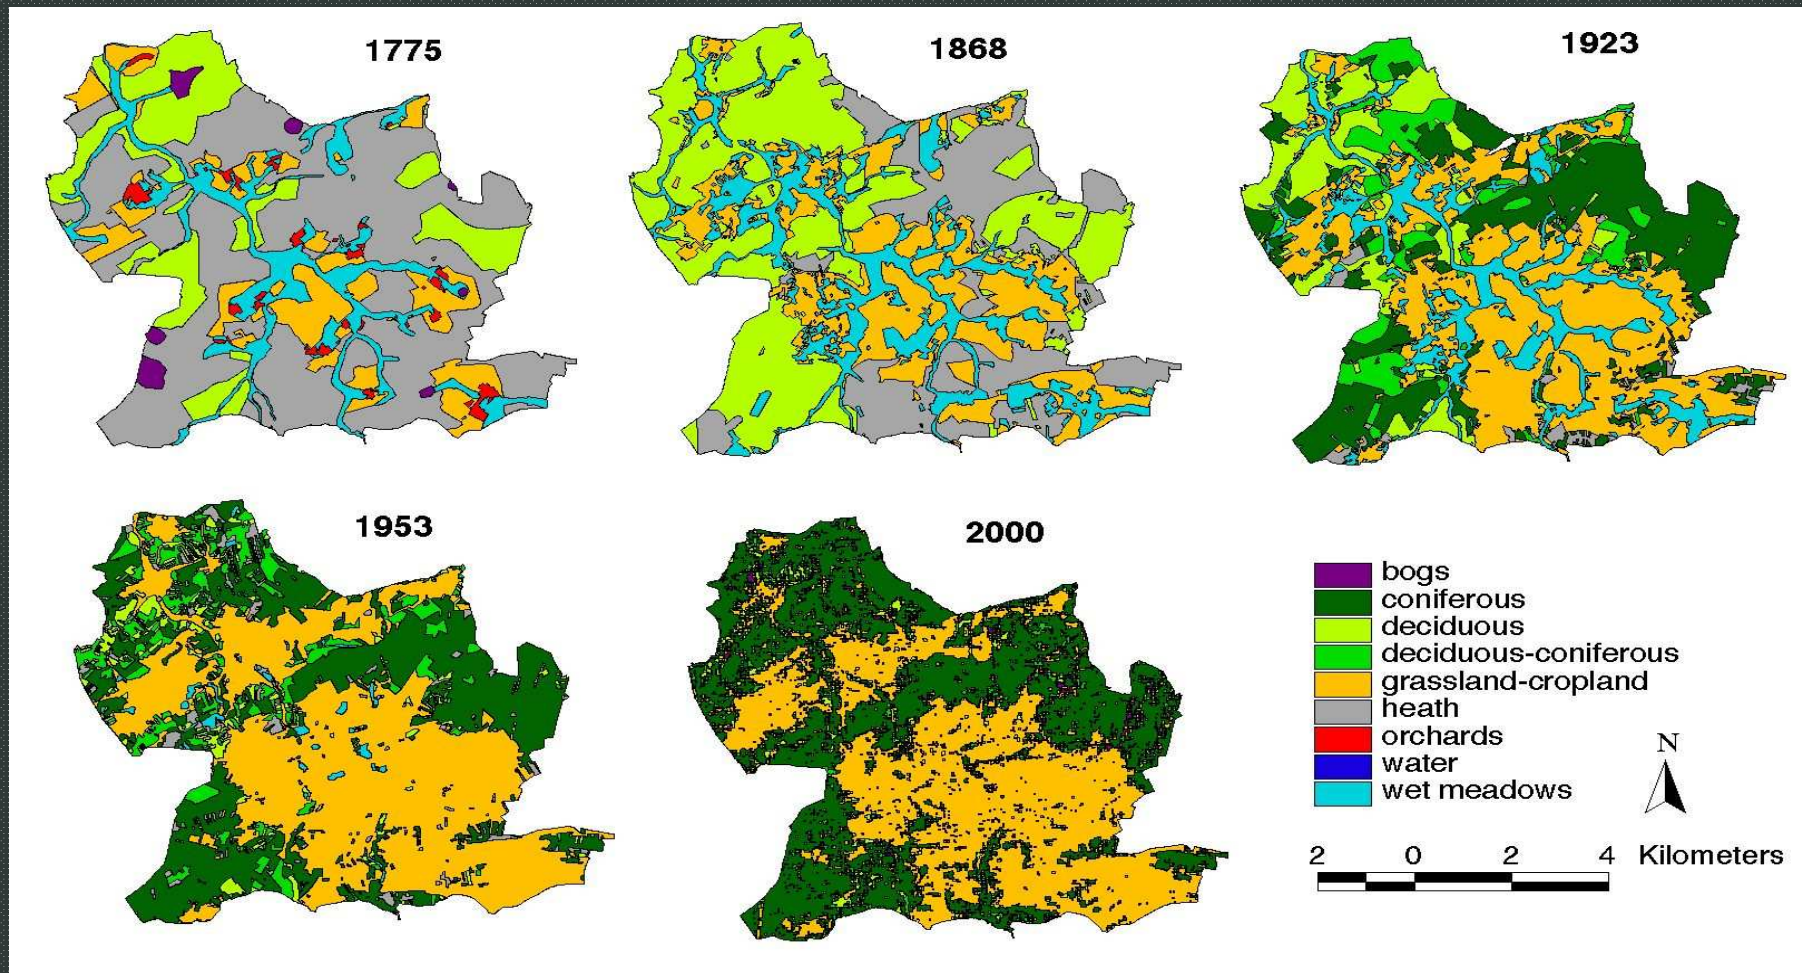 1775
1868
1923
1953
2000
bogs
coniferous
deciduous
deciduous-coniferous
grassland-cropland
heath
orchards
water
wet meadows
N
2 0 2 4 Kilometers